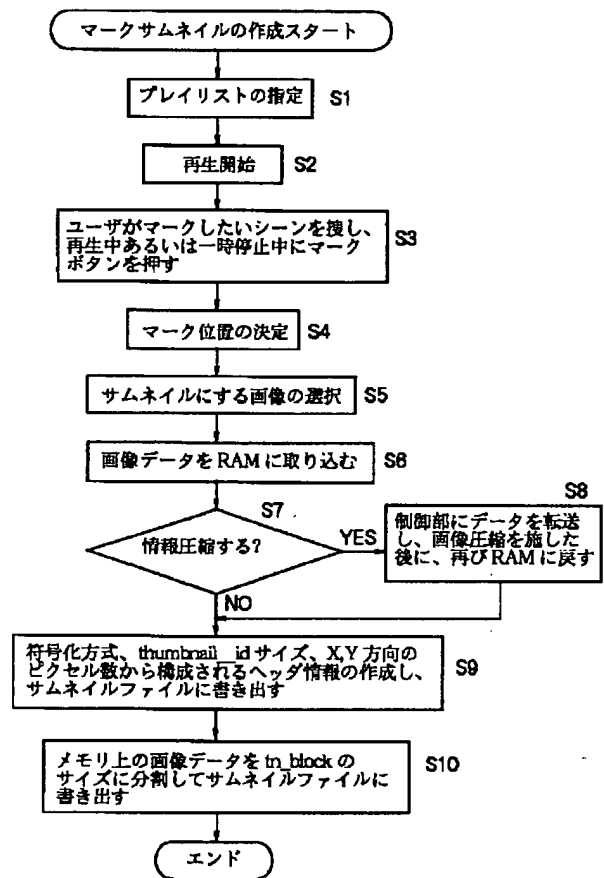 マークサムネイルの作成スタート
プレイリストの指定 S1
再生開始 S2
ユーザがマークしたいシーンを捜し、
再生中あるいは一時停止中にマーク
ボタンを押す
S3
マーク位置の決定 S4
サムネイルにする画像の選択 S5
画像データをRAMに取り込む S6
S7
情報圧縮する?
YES
NO
S8
制御部にデータを転送
し、画像圧縮を施した
後に、再びRAMに戻す
符号化方式、thumbnail_idサイズ、X,Y方向の
ピクセル数から構成されるヘッダ情報の作成し、
サムネイルファイルに書き出す
S9
メモリ上の画像データをtn_blockの
サイズに分割してサムネイルファイルに
書き出す
S10
エンド